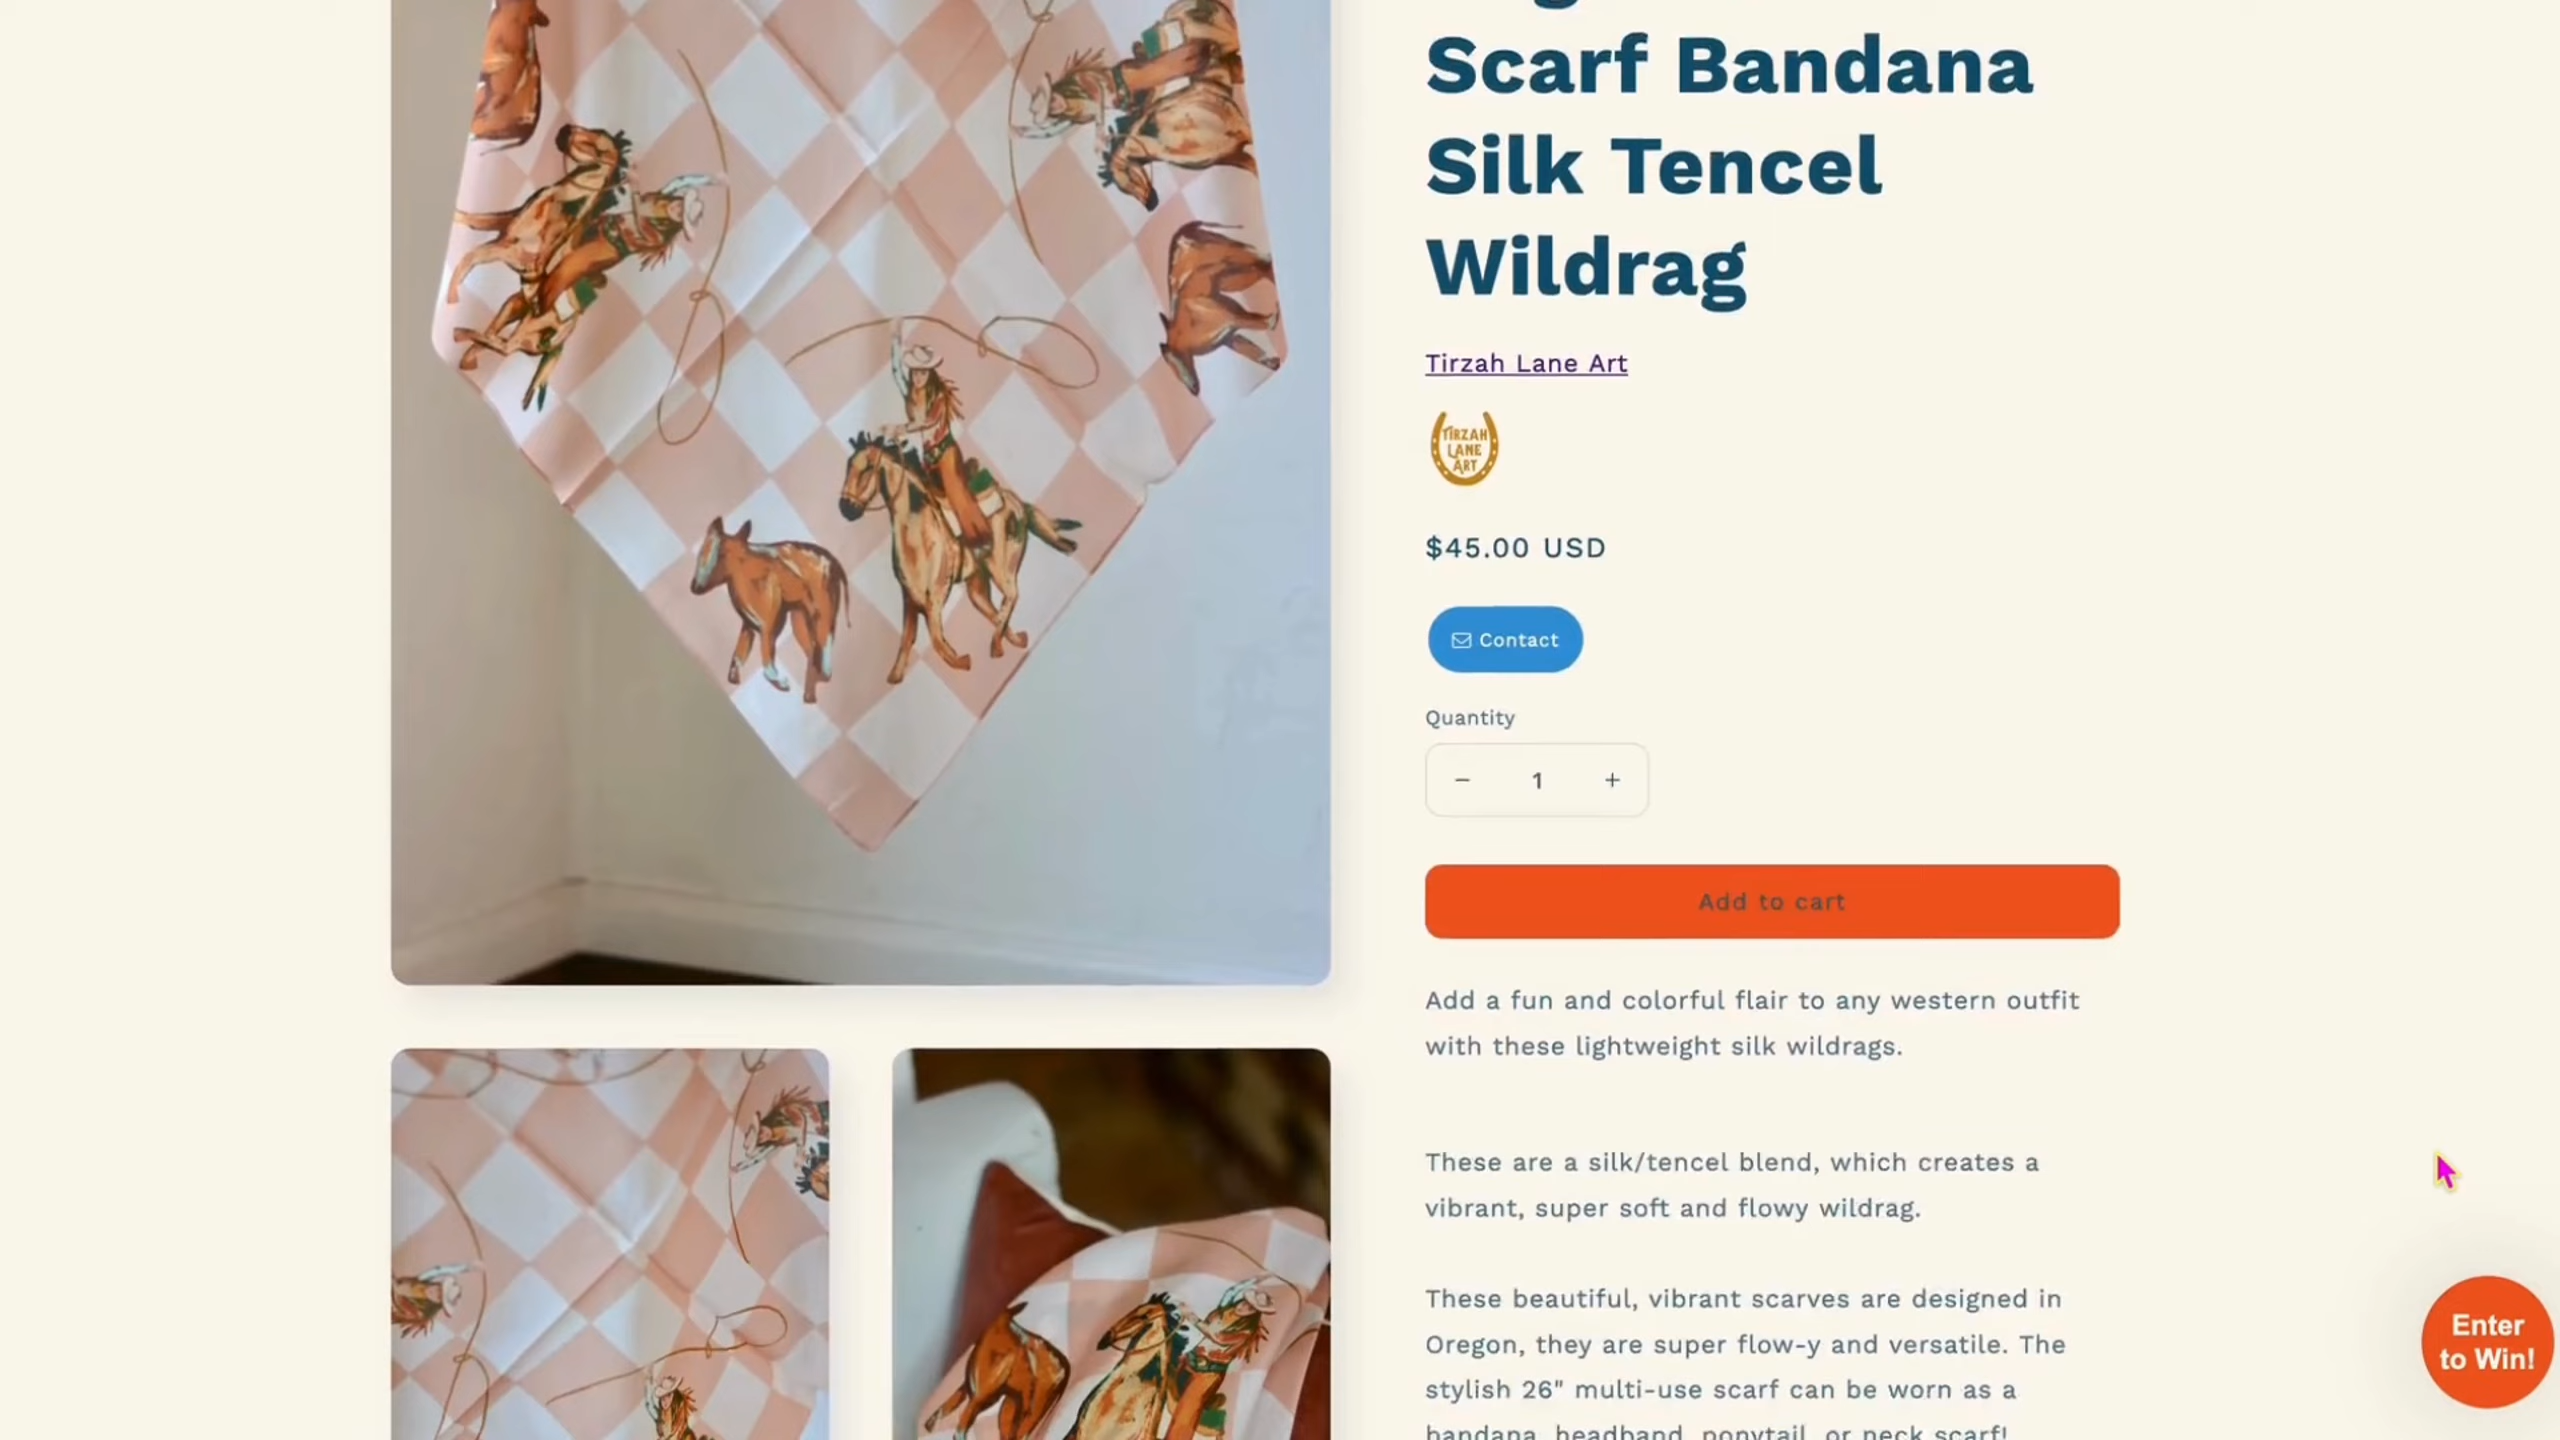 Scarf Bandana
Silk Tencel
Wildrag
Tirzah Lane Art
TIRZAH
LANE
ART
$45.00 USD
Contact
Quantity
− 1 +
Add to cart
Add a fun and colorful flair to any western outfit
with these lightweight silk wildrags.
These are a silk/tencel blend, which creates a
vibrant, super soft and flowy wildrag.
These beautiful, vibrant scarves are designed in
Oregon, they are super flow-y and versatile. The
stylish 26" multi-use scarf can be worn as a
bandana, headband, ponytail, or neck scarf!
Enter
to Win!